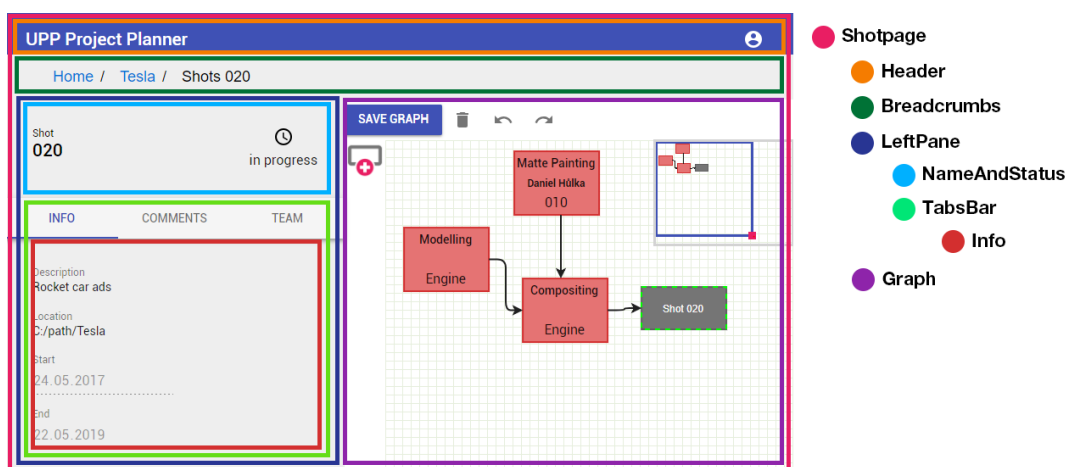 UPP Project Planner
Home / Tesla / Shots 020
Shot
020
in progress
INFO COMMENTS TEAM
Description
Rocket car ads
Location
C:/path/Tesla
Start
24.05.2017
End
22.05.2019
SAVE GRAPH
Matte Painting
Daniel Hůlka
010
Modelling
Engine
Compositing
Engine
Shot 020
Shotpage
Header
Breadcrumbs
LeftPane
NameAndStatus
TabsBar
Info
Graph